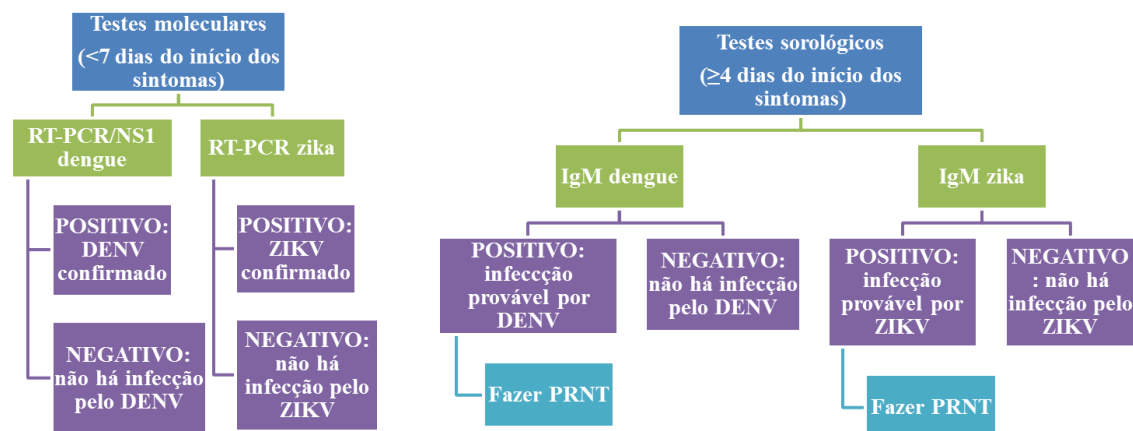 Testes moleculares
(<7 dias do início dos
sintomas)
RT-PCR/NS1
dengue
POSITIVO:
DENV
confirmado
NEGATIVO:
não há infecção
pelo DENV
RT-PCR zika
POSITIVO:
ZIKV
confirmado
NEGATIVO:
não há
infecção pelo
ZIKV
Testes sorológicos
(≥4 dias do início dos
sintomas)
IgM dengue
POSITIVO:
infeccção
provável por
DENV
Fazer PRNT
NEGATIVO:
não há infecção
pelo DENV
IgM zika
POSITIVO:
infecção
provável por
ZIKV
Fazer PRNT
NEGATIVO
: não há
infecção pelo
ZIKV